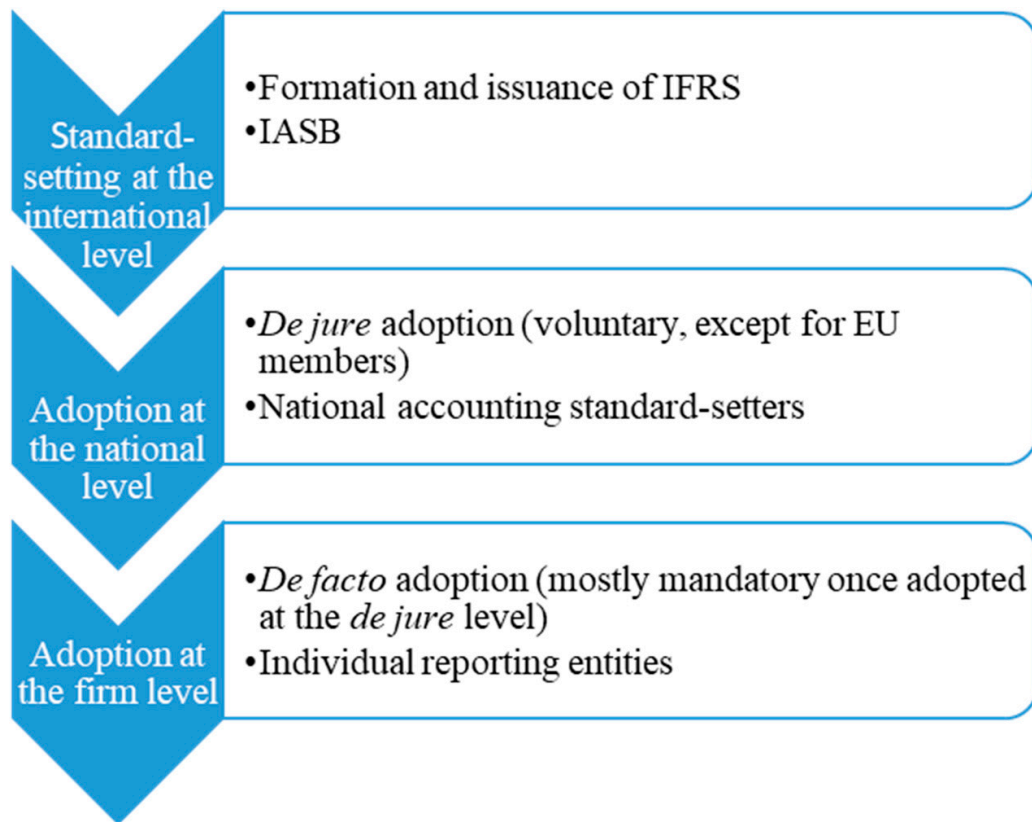 Standard-
setting at the
international
level
•Formation and issuance of IFRS
•IASB
Adoption at
the national
level
•De jure adoption (voluntary, except for EU
members)
•National accounting standard-setters
Adoption at
the firm level
•De facto adoption (mostly mandatory once adopted
at the de jure level)
•Individual reporting entities